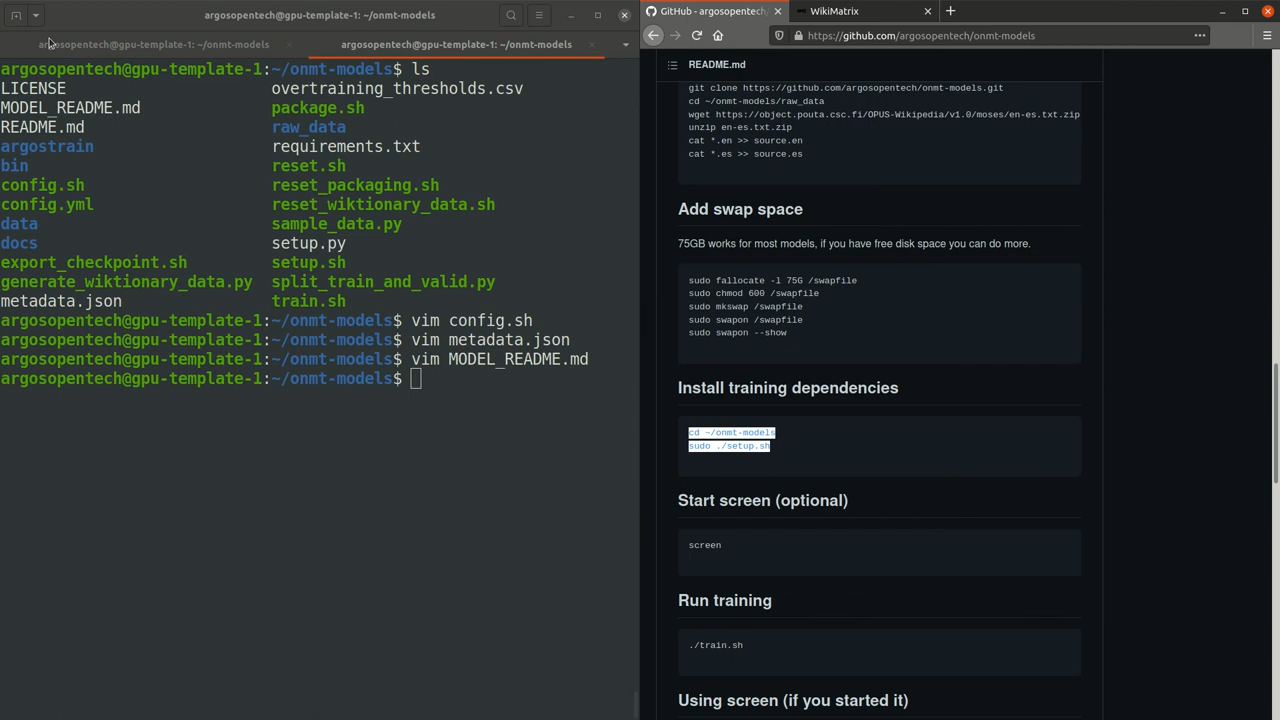 argosopentech@gpu-template-1: ~/onmt-models
argosopentech@gpu-template-1: ~/onmt-models
argosopentech@gpu-template-1: ~/onmt-models
argosopentech@gpu-template-1:~/onmt-models$ ls
LICENSE overtraining_thresholds.csv
MODEL_README.md package.sh
README.md raw_data
argostrain requirements.txt
bin reset.sh
config.sh reset_packaging.sh
config.yml reset_wiktionary_data.sh
data sample_data.py
docs setup.py
export_checkpoint.sh setup.sh
generate_wiktionary_data.py split_train_and_valid.py
metadata.json train.sh
argosopentech@gpu-template-1:~/onmt-models$ vim config.sh
argosopentech@gpu-template-1:~/onmt-models$ vim metadata.json
argosopentech@gpu-template-1:~/onmt-models$ vim MODEL_README.md
argosopentech@gpu-template-1:~/onmt-models$
GitHub - argosopentech/
WikiMatrix
https://github.com/argosopentech/onmt-models
README.md
git clone https://github.com/argosopentech/onmt-models.git
cd ~/onmt-models/raw_data
wget https://object.pouta.csc.fi/OPUS-Wikipedia/v1.0/moses/en-es.txt.zip
unzip en-es.txt.zip
cat *.en >> source.en
cat *.es >> source.es
Add swap space
75GB works for most models, if you have free disk space you can do more.
sudo fallocate -l 75G /swapfile
sudo chmod 600 /swapfile
sudo mkswap /swapfile
sudo swapon /swapfile
sudo swapon --show
Install training dependencies
cd ~/onmt-models
sudo ./setup.sh
Start screen (optional)
screen
Run training
./train.sh
Using screen (if you started it)